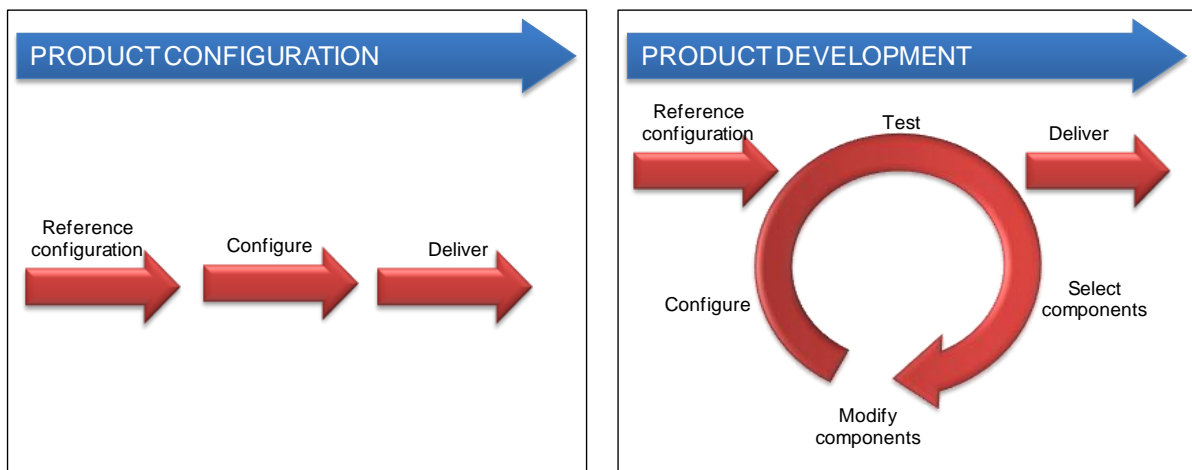 PRODUCT CONFIGURATION
Reference
configuration
Configure
Deliver
PRODUCT DEVELOPMENT
Reference
configuration
Test
Deliver
Configure
Select
components
Modify
components